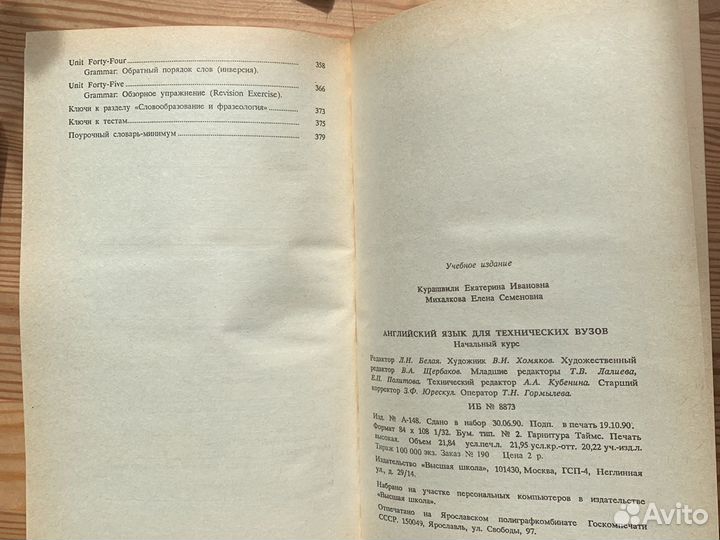 Unit Forty-Four 358
Grammar: Обратный порядок слов (инверсия).
Unit Forty-Five 366
Grammar: Обзорное упражнение (Revision Exercise).
Ключи к разделу «Словообразование и фразеология» 373
Ключи к тестам 375
Поурочный словарь-минимум 379
Учебное издание
Курашвили Екатерина Ивановна
Михалкова Елена Семеновна
АНГЛИЙСКИЙ ЯЗЫК ДЛЯ ТЕХНИЧЕСКИХ ВУЗОВ
Начальный курс
Редактор Л.Н. Белая. Художник В.И. Хомяков. Художественный
редактор В.А. Щербаков. Младшие редакторы Т.В. Лалиева,
Е.П. Политова. Технический редактор А.А. Кубенина. Старший
корректор З.Ф. Юрескул. Оператор Т.Н. Гормылева.
ИБ № 8873
Изд. № А-148. Сдано в набор 30.06.90. Подп. в печать 19.10.90.
Формат 84 х 108 1/32. Бум. тип. № 2. Гарнитура Таймс. Печать
высокая. Объем 21,84 усл.печ.л. 21,95 усл.кр.-отт. 20,22 уч.-изд.л.
Тираж 100 000 экз. Заказ № 190 Цена 2 р.
Издательство "Высшая школа", 101430, Москва, ГСП-4, Неглинная
ул., д. 29/14.
Набрано на участке персональных компьютеров в издательстве
«Высшая школа».
Отпечатано на Ярославском полиграфкомбинате Госкомпечати
СССР. 150049, Ярославль, ул. Свободы, 97.
Avito